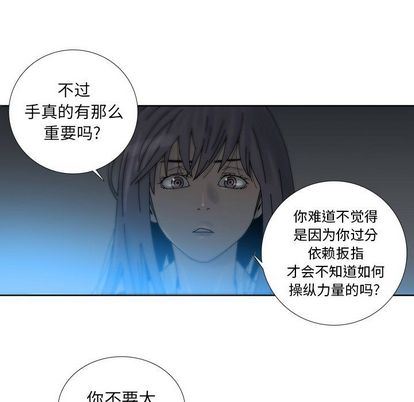 不过
手真的有那么
重要吗?
你难道不觉得
是因为你过分
依赖扳指
才会不知道如何
操纵力量的吗?
你不要太